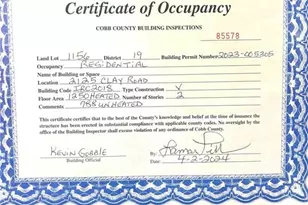 Certificate of Occupancy
COBB COUNTY BUILDING INSPECTIONS
85578
Land Lot 1156 District 19 Building Permit Number 2023-005305
Occupancy RESIDENTIAL
Name of Building or Space
Location 2125 CLAY ROAD
Building Code IRC2018 Type Construction V
Floor Area 1250 HEATED Number of Stories 2
Comments 788 UNHEATED
This certificate certifies that to the best of the County's knowledge and belief at the time of issuance the
structure has been erected in substantial compliance with applicable county codes. No oversight by the
office of the Building Inspector shall excuse violation of any ordinance of Cobb County.
KEVIN GOBBLE By:
Building Official
Date 4-2-2024